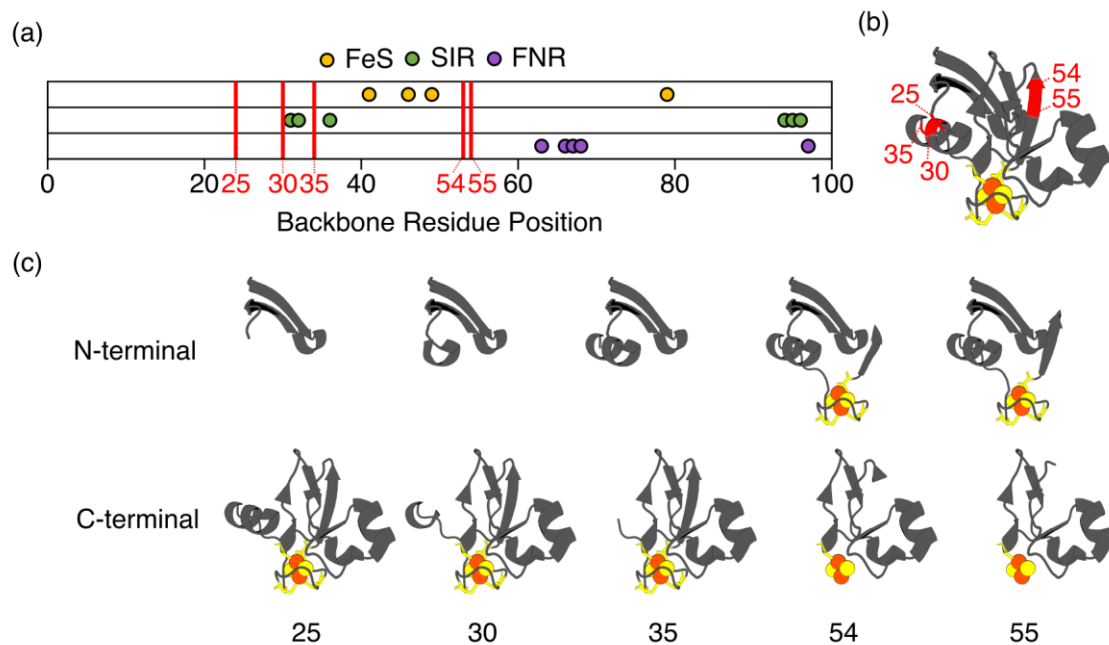 (a)
FeS SIR FNR
0 20 25 30 35 40 54 55 60 80 100
Backbone Residue Position
(b)
54
55
25
35
30
(c)
N-terminal
C-terminal
25 30 35 54 55